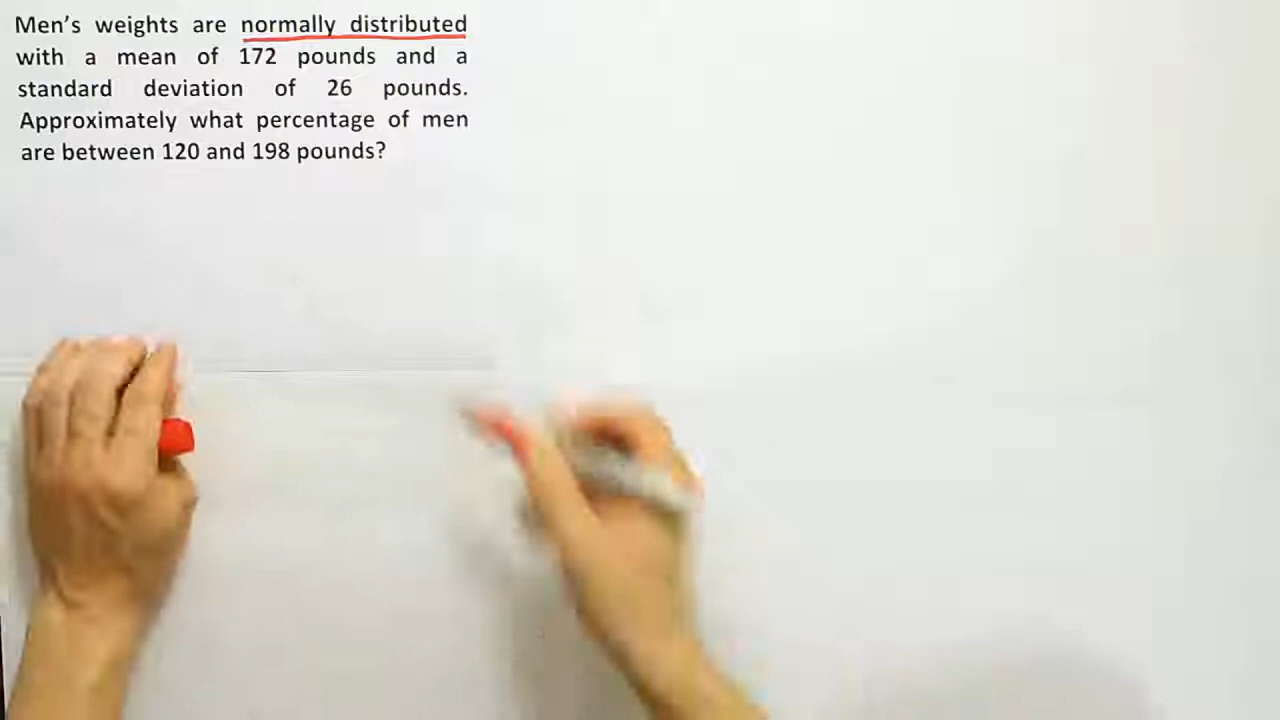 Men’s weights are normally distributed
with a mean of 172 pounds and a
standard deviation of 26 pounds.
Approximately what percentage of men
are between 120 and 198 pounds?